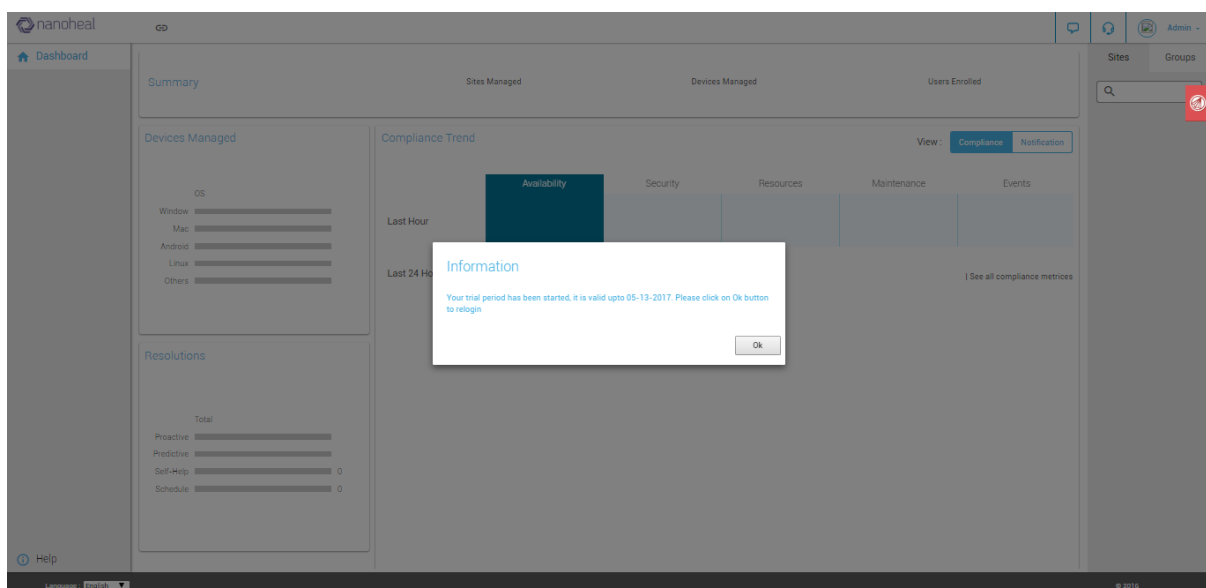 nanoheal
Admin
Dashboard
Sites Groups
Summary
Sites Managed Devices Managed Users Enrolled
Devices Managed
OS
Window
Mac
Android
Linux
Others
Compliance Trend
View : Compliance Notification
Availability Security Resources Maintenance Events
Last Hour
Last 24 Ho
| See all compliance metrices
Information
Your trial period has been started, it is valid upto 05-13-2017. Please click on Ok button
to relogin
Ok
Resolutions
Total
Proactive
Predictive
Self-Help 0
Schedule 0
Help
Language : English
© 2016